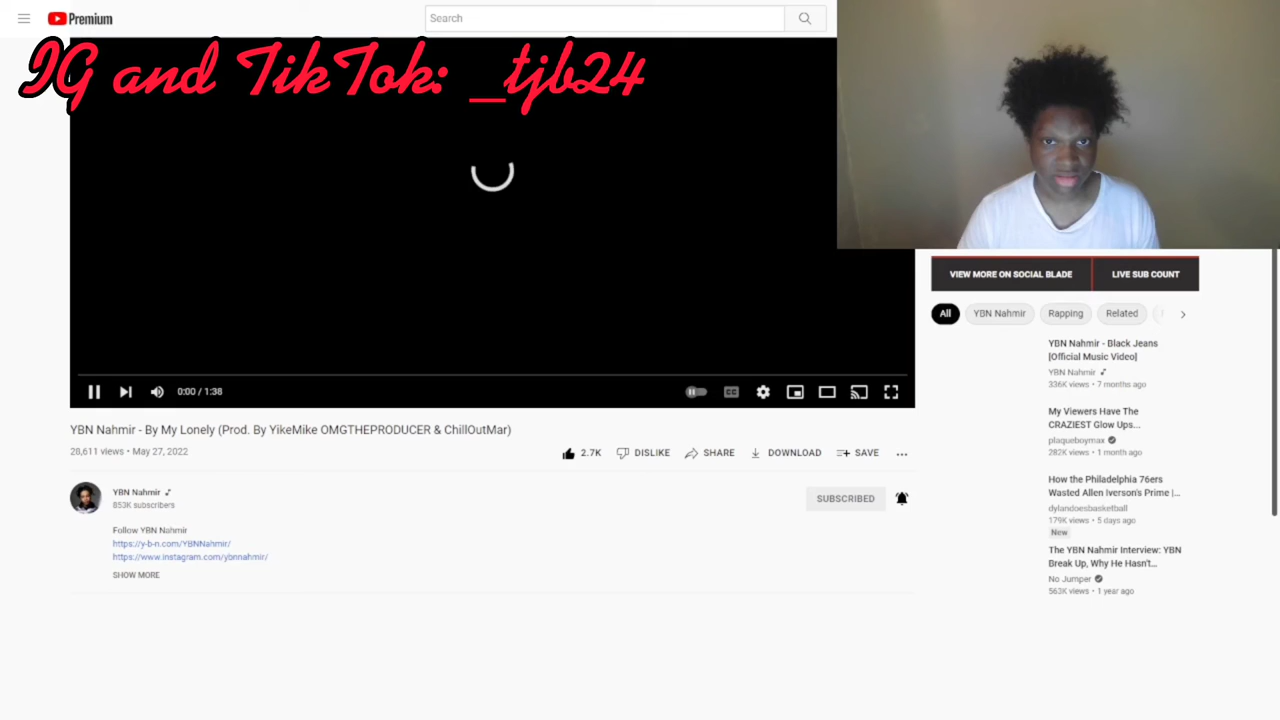 Premium
Search
IG and TikTok: _tjb24
0:00 / 1:38
YBN Nahmir - By My Lonely (Prod. By YikeMike OMGTHEPRODUCER & ChillOutMar)
28,611 views • May 27, 2022
2.7K DISLIKE SHARE DOWNLOAD SAVE
YBN Nahmir
853K subscribers
SUBSCRIBED
Follow YBN Nahmir
https://y-b-n.com/YBNNahmir/
https://www.instagram.com/ybnnahmir/
SHOW MORE
VIEW MORE ON SOCIAL BLADE LIVE SUB COUNT
All YBN Nahmir Rapping Related
YBN Nahmir - Black Jeans
[Official Music Video]
YBN Nahmir
336K views • 7 months ago
My Viewers Have The
CRAZIEST Glow Ups...
plaqueboymax
282K views • 1 month ago
How the Philadelphia 76ers
Wasted Allen Iverson's Prime |...
dylandoesbasketball
179K views • 5 days ago
New
The YBN Nahmir Interview: YBN
Break Up, Why He Hasn't...
No Jumper
563K views • 1 year ago